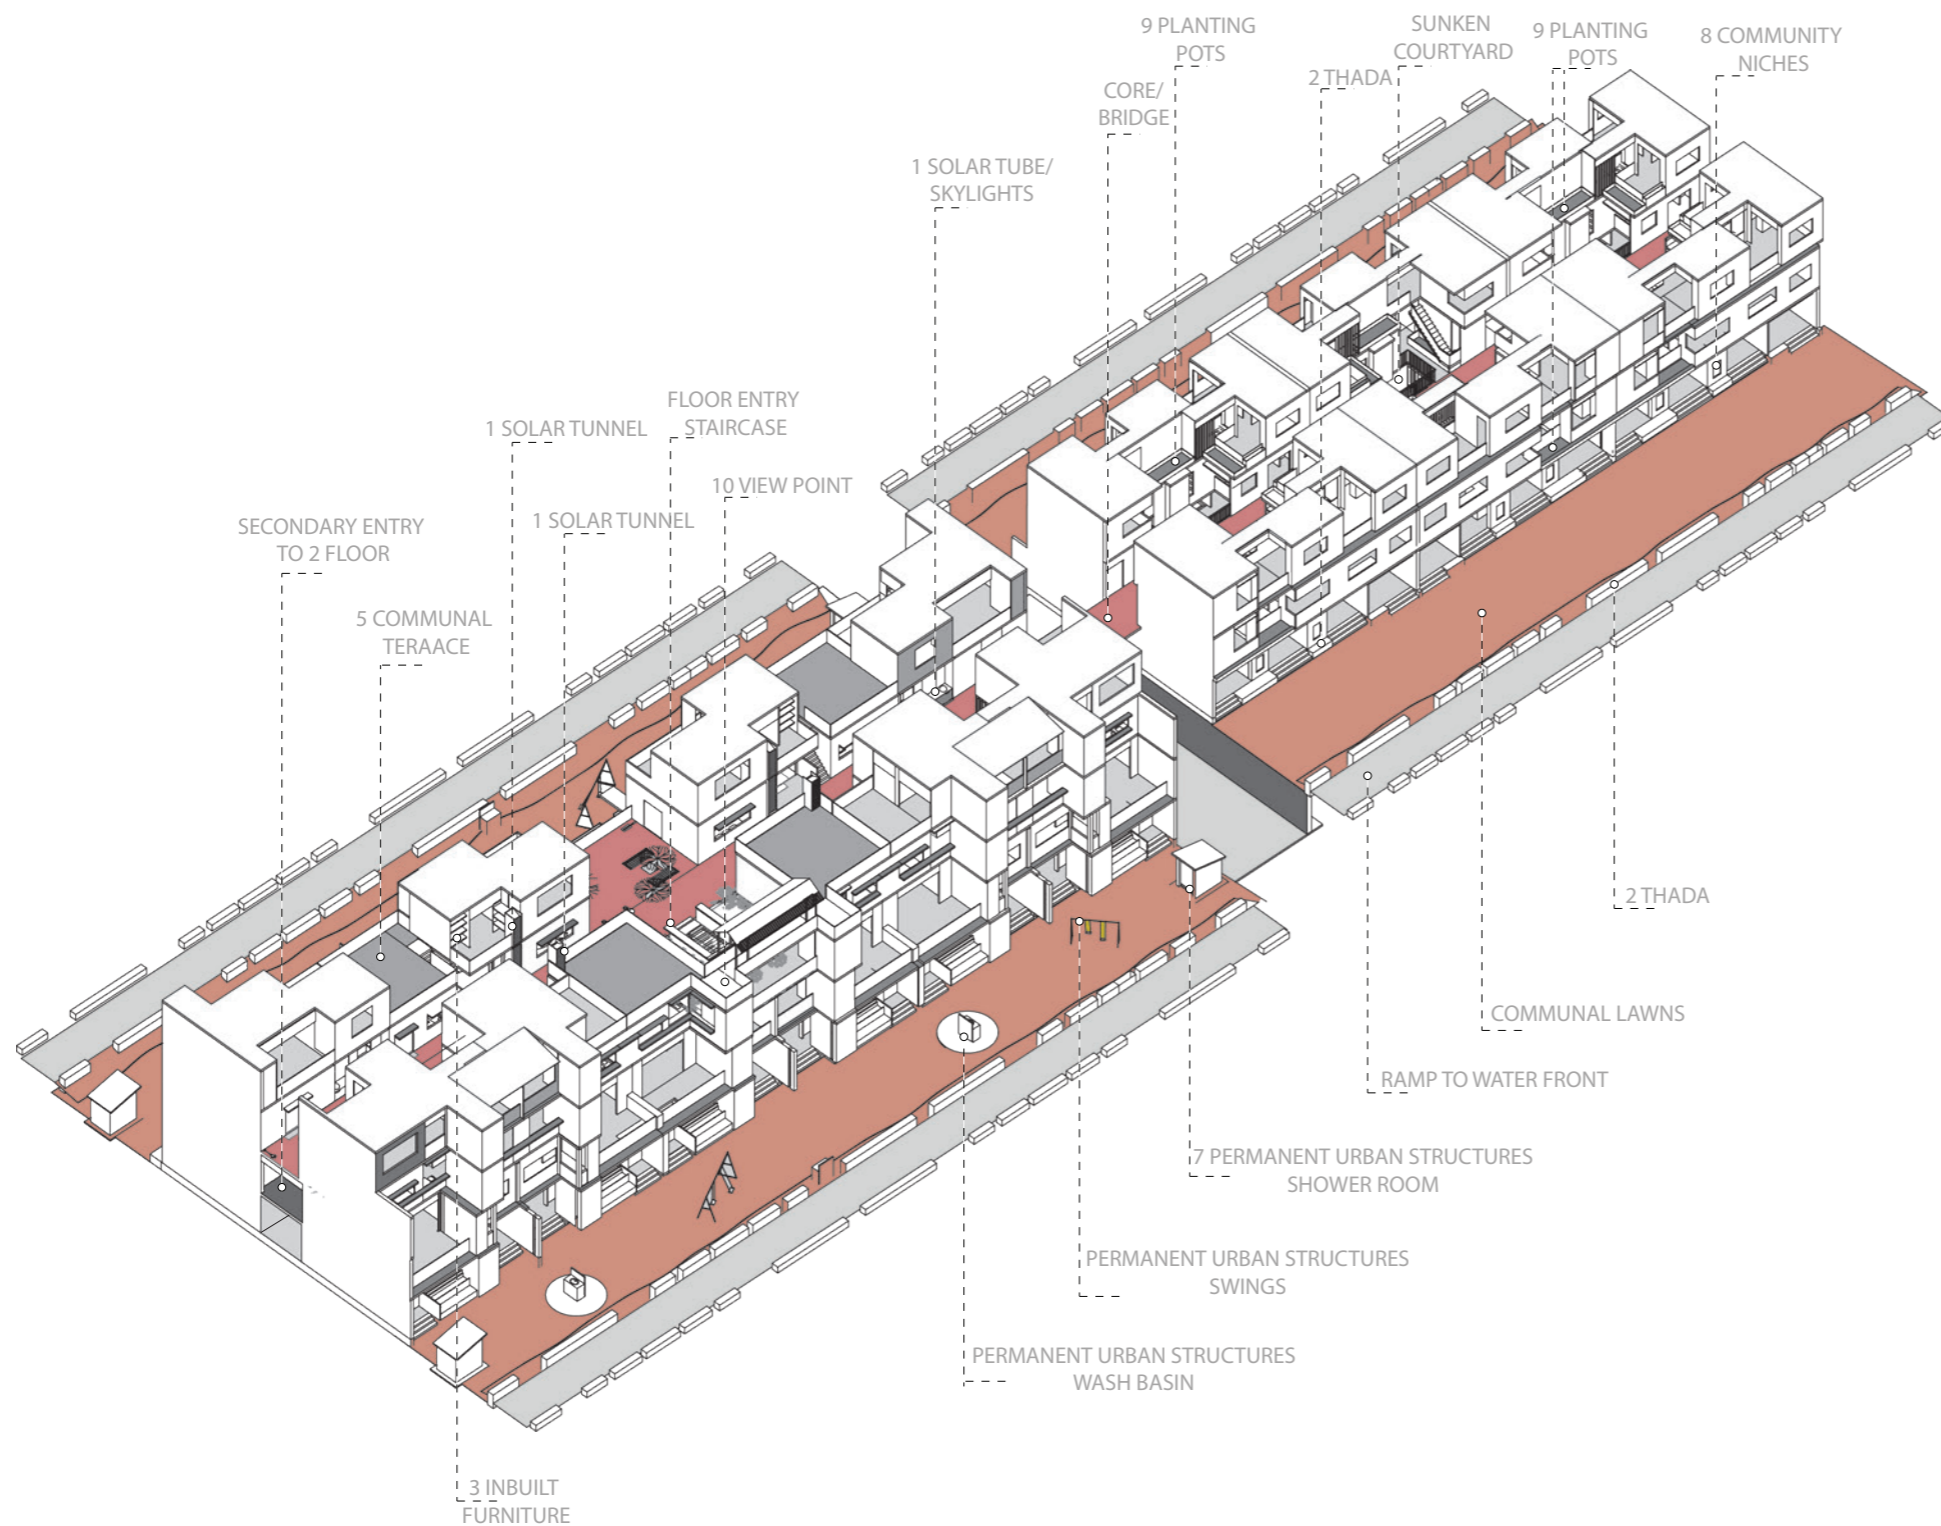 9 PLANTING
POTS
SUNKEN
COURTYARD
9 PLANTING
POTS
8 COMMUNITY
NICHES
2 THADA
CORE/
BRIDGE
1 SOLAR TUBE/
SKYLIGHTS
FLOOR ENTRY
STAIRCASE
1 SOLAR TUNNEL
10 VIEW POINT
1 SOLAR TUNNEL
SECONDARY ENTRY
TO 2 FLOOR
5 COMMUNAL
TERAACE
2 THADA
COMMUNAL LAWNS
RAMP TO WATER FRONT
7 PERMANENT URBAN STRUCTURES
SHOWER ROOM
PERMANENT URBAN STRUCTURES
SWINGS
PERMANENT URBAN STRUCTURES
WASH BASIN
3 INBUILT
FURNITURE